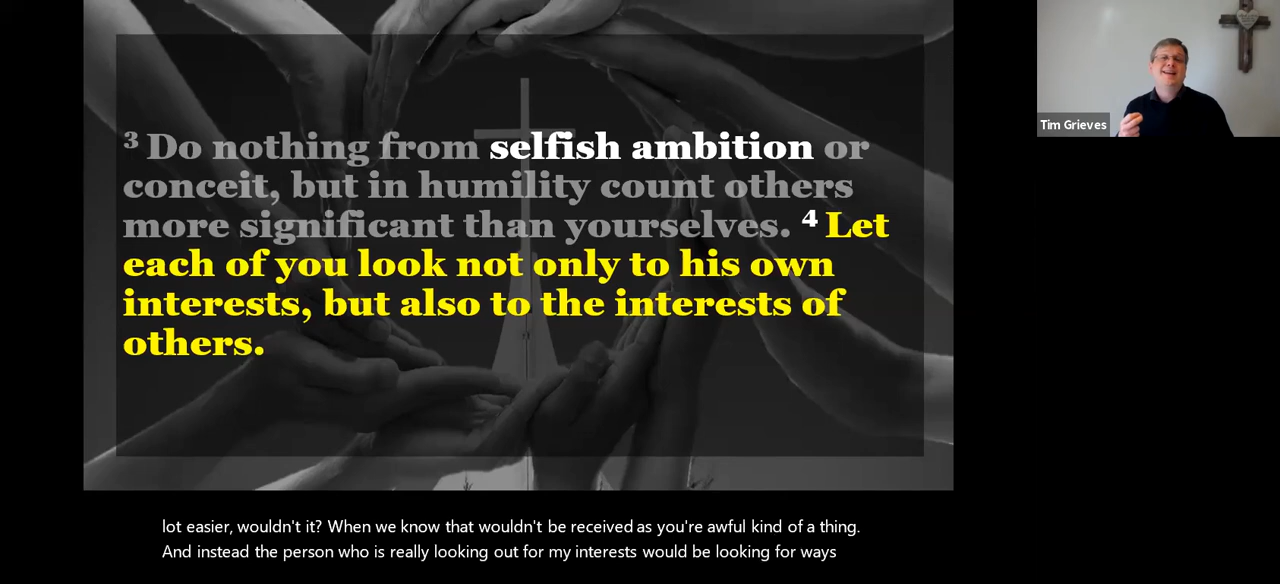 ³ Do nothing from selfish ambition or
conceit, but in humility count others
more significant than yourselves. ⁴ Let
each of you look not only to his own
interests, but also to the interests of
others.
Tim Grieves
lot easier, wouldn't it? When we know that wouldn't be received as you're awful kind of a thing.
And instead the person who is really looking out for my interests would be looking for ways